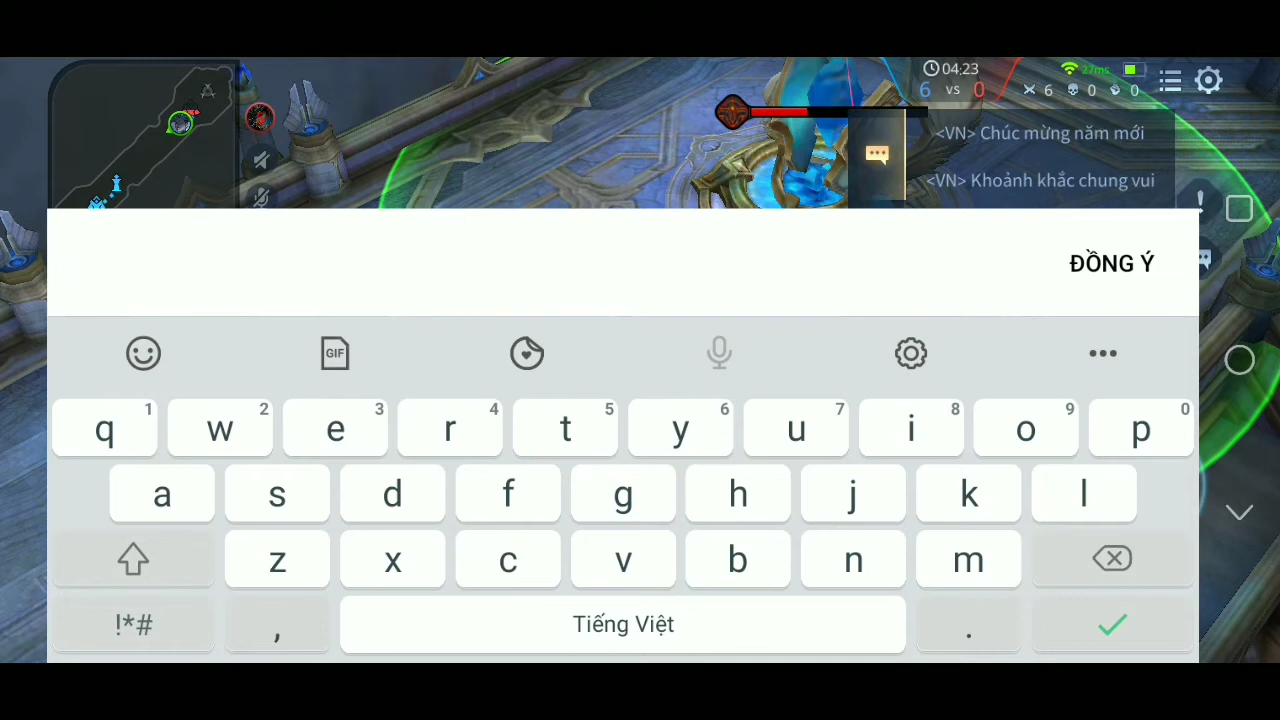 04:23
27ms
6 vs 0
6 0 0
<VN> Chúc mừng năm mới
<VN> Khoảnh khắc chung vui
ĐỒNG Ý
GIF
1 2 3 4 5 6 7 8 9 0
q w e r t y u i o p
a s d f g h j k l
z x c v b n m
!*# , Tiếng Việt .